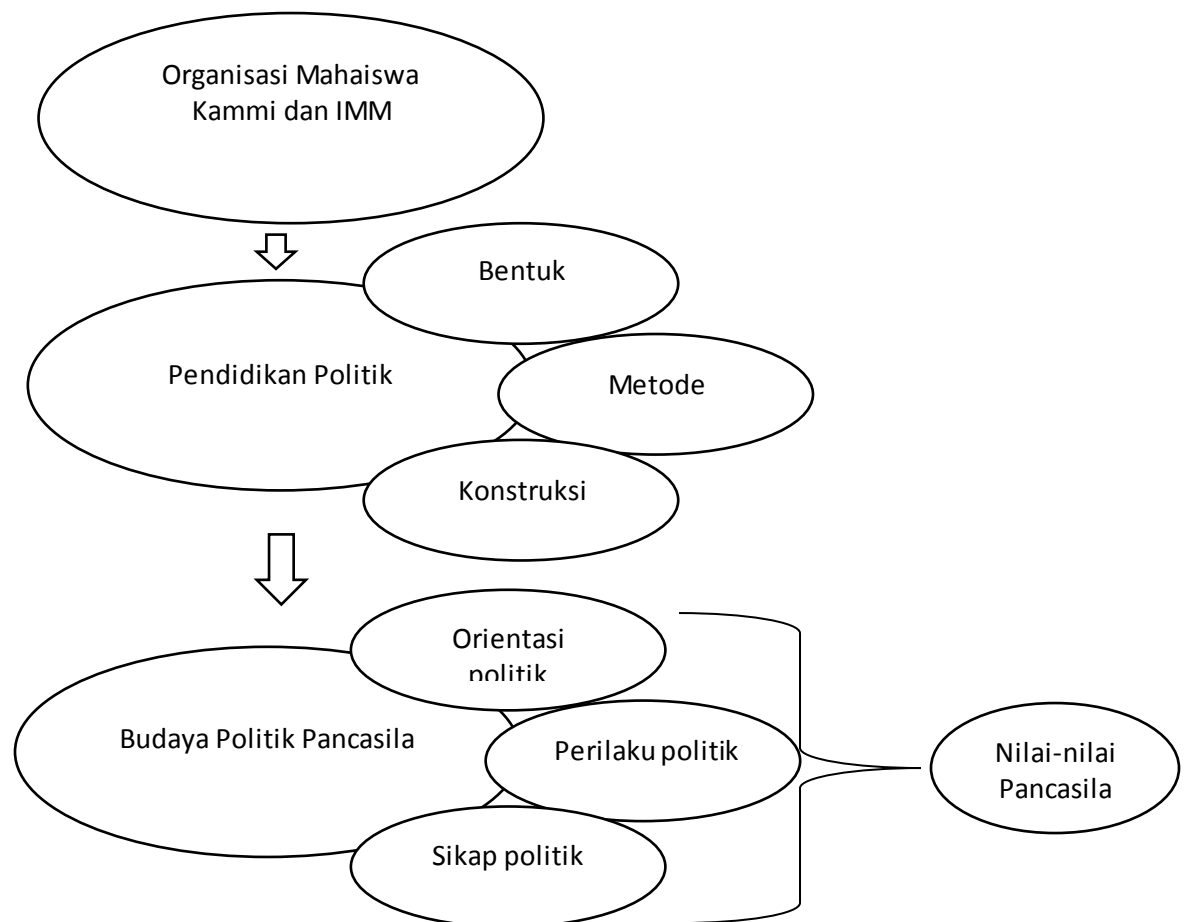 Organisasi Mahaiswa
Kammi dan IMM
Bentuk
Pendidikan Politik
Metode
Konstruksi
Orientasi
politik
Budaya Politik Pancasila
Perilaku politik
Nilai-nilai
Pancasila
Sikap politik